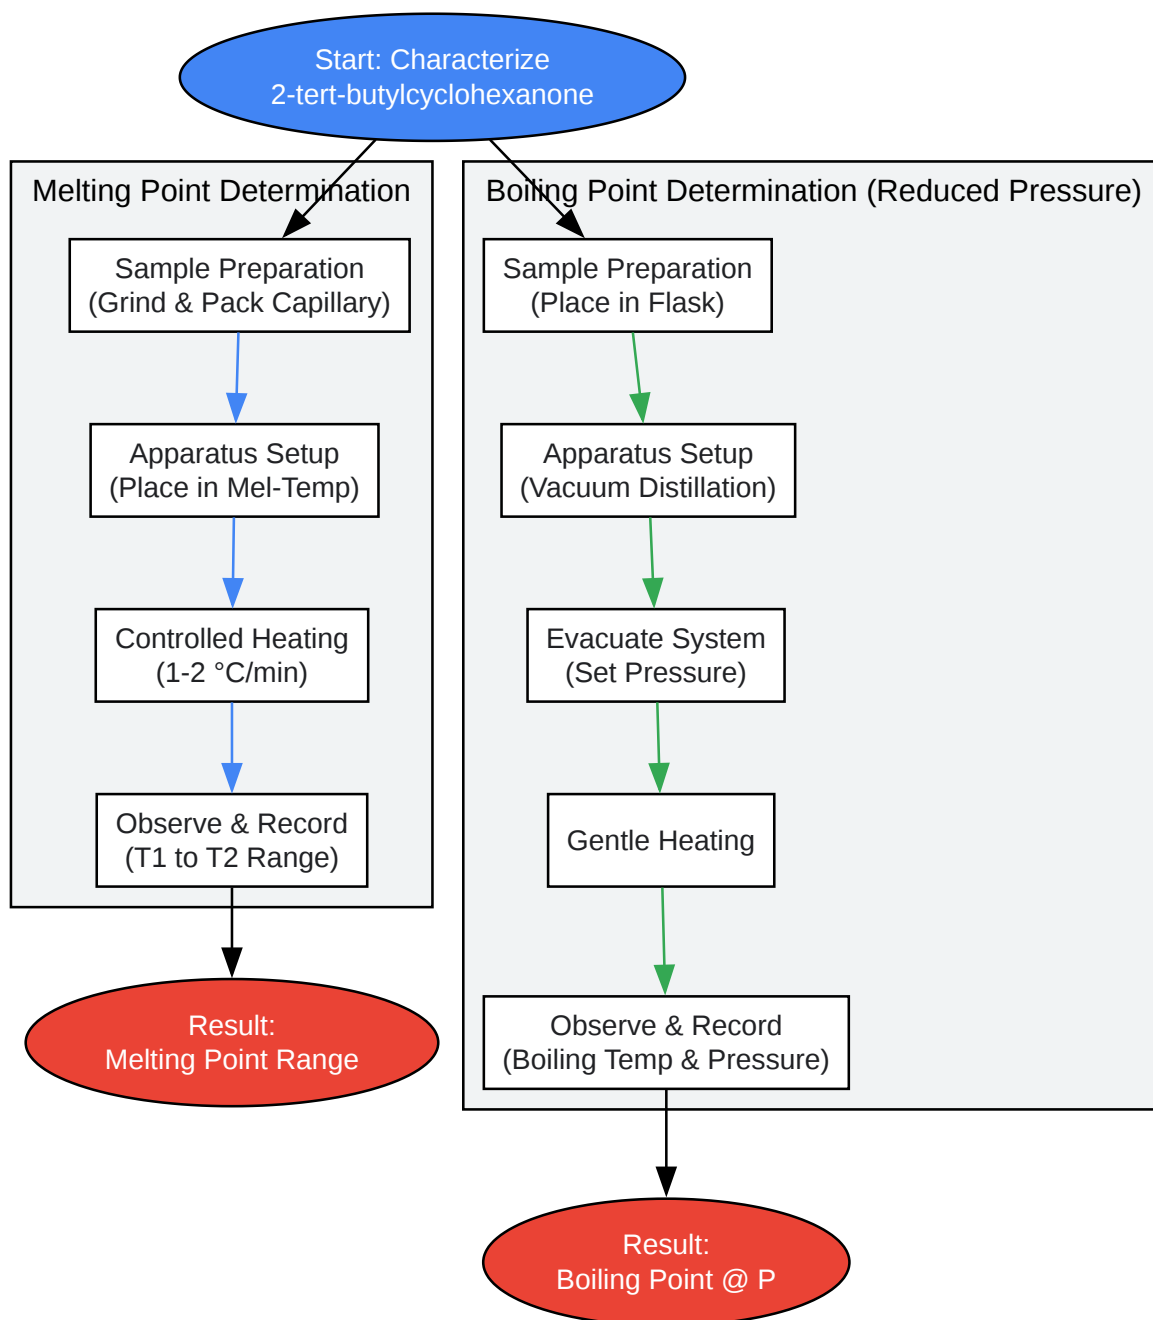 Start: Characterize
2-tert-butylcyclohexanone
Melting Point Determination
Sample Preparation
(Grind & Pack Capillary)
Apparatus Setup
(Place in Mel-Temp)
Controlled Heating
(1-2 °C/min)
Observe & Record
(T1 to T2 Range)
Result:
Melting Point Range
Boiling Point Determination (Reduced Pressure)
Sample Preparation
(Place in Flask)
Apparatus Setup
(Vacuum Distillation)
Evacuate System
(Set Pressure)
Gentle Heating
Observe & Record
(Boiling Temp & Pressure)
Result:
Boiling Point @ P